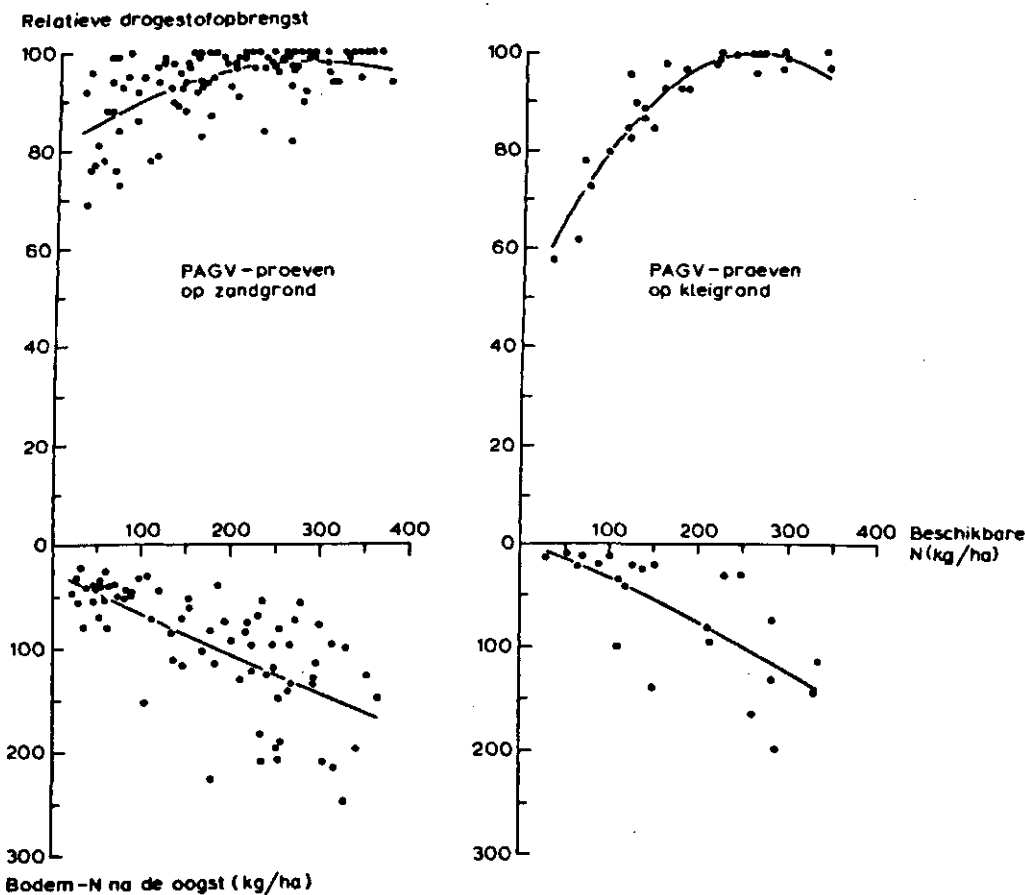 Relatieve drogestofopbrengst
100
80
60
40
20
0
PAGV-proeven
op zandgrond
100 200 300 400
100
200
300
Bodem-N na de oogst (kg/ha)
100
80
60
40
20
0
PAGV-proeven
op kleigrond
100 200 300 400
Beschikbare
N (kg/ha)
100
200
300